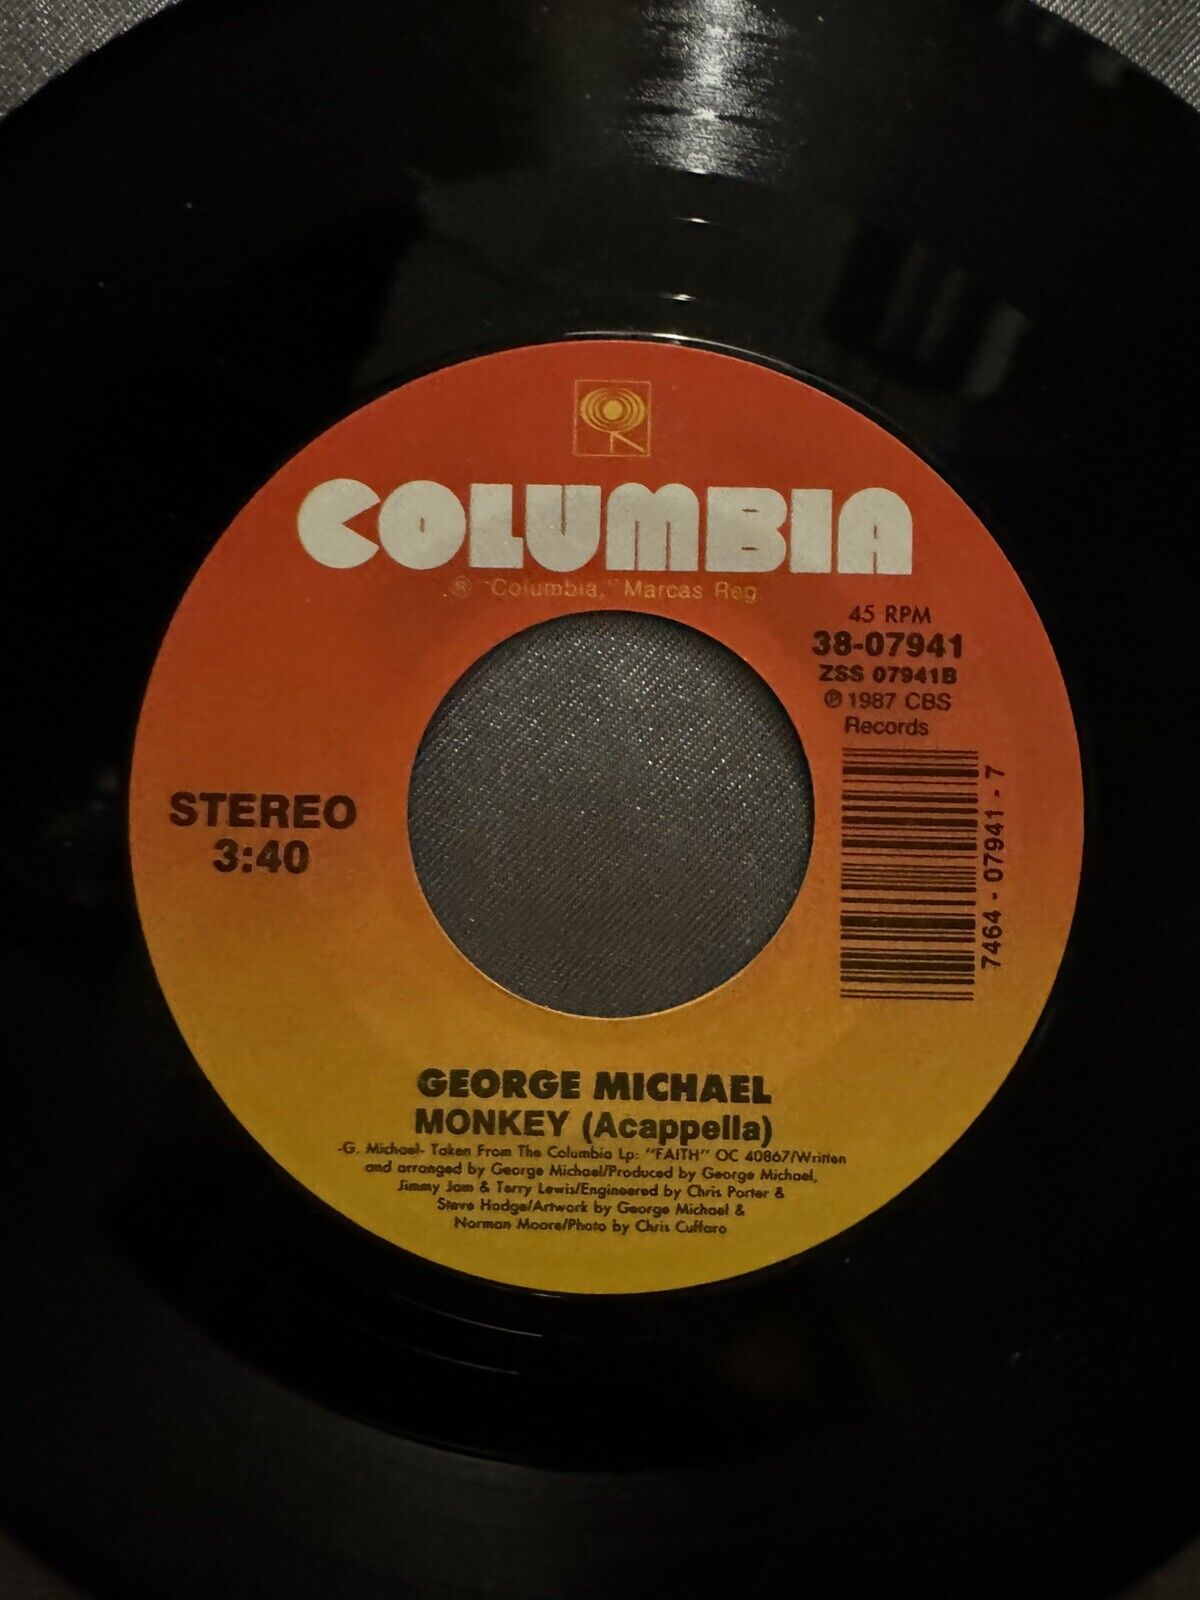 COLUMBIA
® "Columbia," Marcas Reg
45 RPM
38-07941
ZSS 07941B
℗ 1987 CBS
Records
7464-07941-7
STEREO
3:40
GEORGE MICHAEL
MONKEY (Acappella)
-G. Michael- Taken From The Columbia Lp: "FAITH" OC 40867/Written
and arranged by George Michael/Produced by George Michael,
Jimmy Jam & Terry Lewis/Engineered by Chris Porter &
Steve Hodge/Artwork by George Michael &
Norman Moore/Photo by Chris Cuffaro